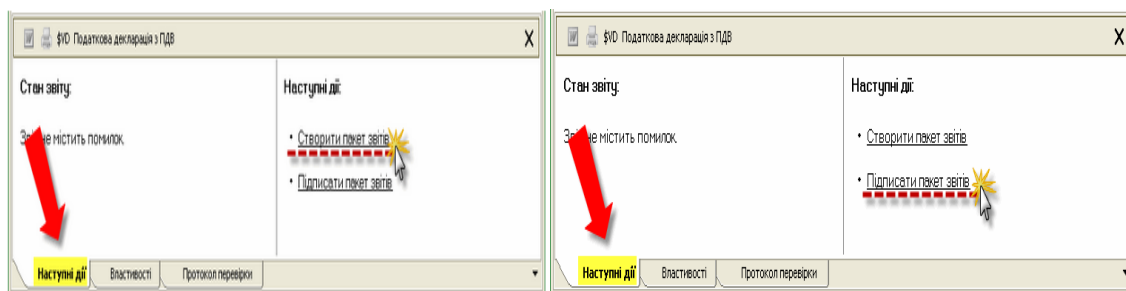 $VD Податкова декларація з ПДВ
X
Стан звіту:
Звіт не містить помилок.
Наступні дії:
• Створити пакет звітів
• Підписати пакет звітів
Наступні дії
Властивості
Протокол перевірки
$VD Податкова декларація з ПДВ
X
Стан звіту:
Звіт не містить помилок.
Наступні дії:
• Створити пакет звітів
• Підписати пакет звітів
Наступні дії
Властивості
Протокол перевірки